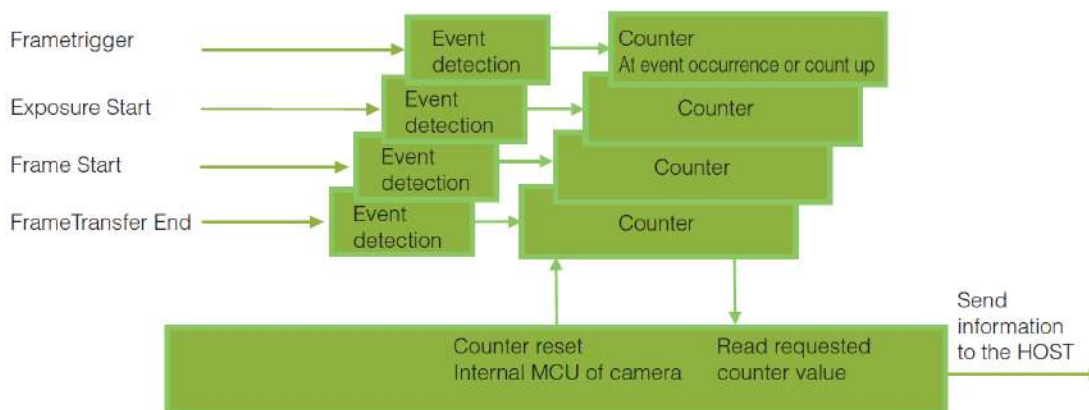 Frametrigger
Event
detection
Counter
At event occurrence or count up
Exposure Start
Event
detection
Counter
Frame Start
Event
detection
Counter
FrameTransfer End
Event
detection
Counter
Counter reset
Internal MCU of camera
Read requested
counter value
Send
information
to the HOST